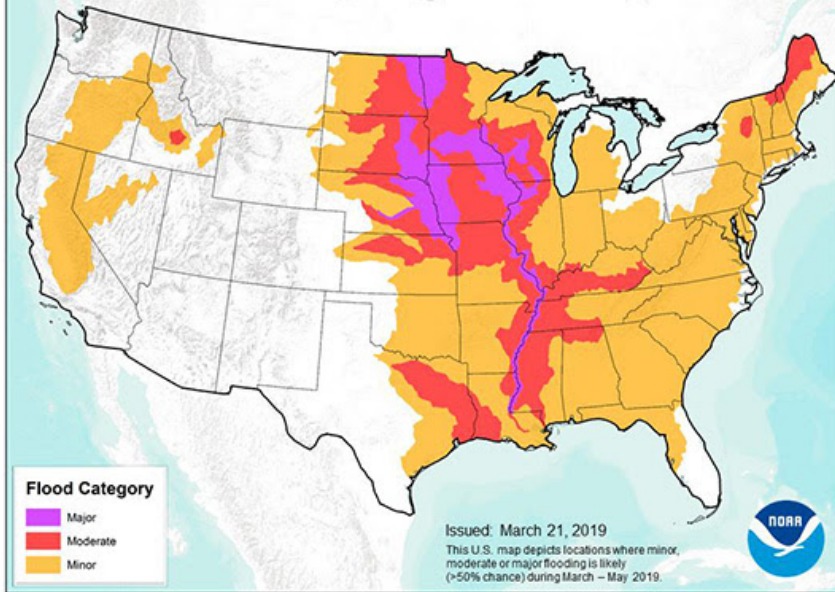 Flood Category
Major
Moderate
Minor
Issued: March 21, 2019
This U.S. map depicts locations where minor,
moderate or major flooding is likely
(>50% chance) during March – May 2019.
NOAA